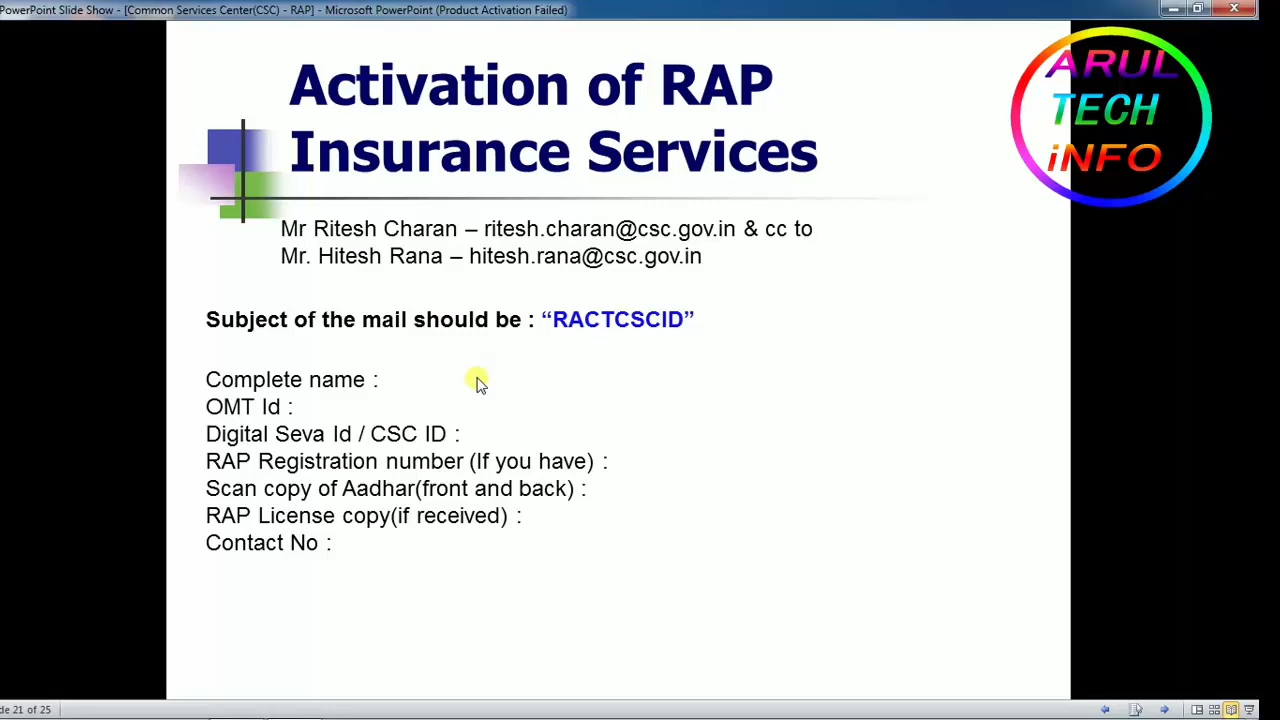 PowerPoint Slide Show - [Common Services Center(CSC) - RAP] - Microsoft PowerPoint (Product Activation Failed)
ARUL
TECH
iNFO
Activation of RAP
Insurance Services
Mr Ritesh Charan – ritesh.charan@csc.gov.in & cc to
Mr. Hitesh Rana – hitesh.rana@csc.gov.in
Subject of the mail should be : “RACTCSCID”
Complete name :
OMT Id :
Digital Seva Id / CSC ID :
RAP Registration number (If you have) :
Scan copy of Aadhar(front and back) :
RAP License copy(if received) :
Contact No :
de 21 of 25